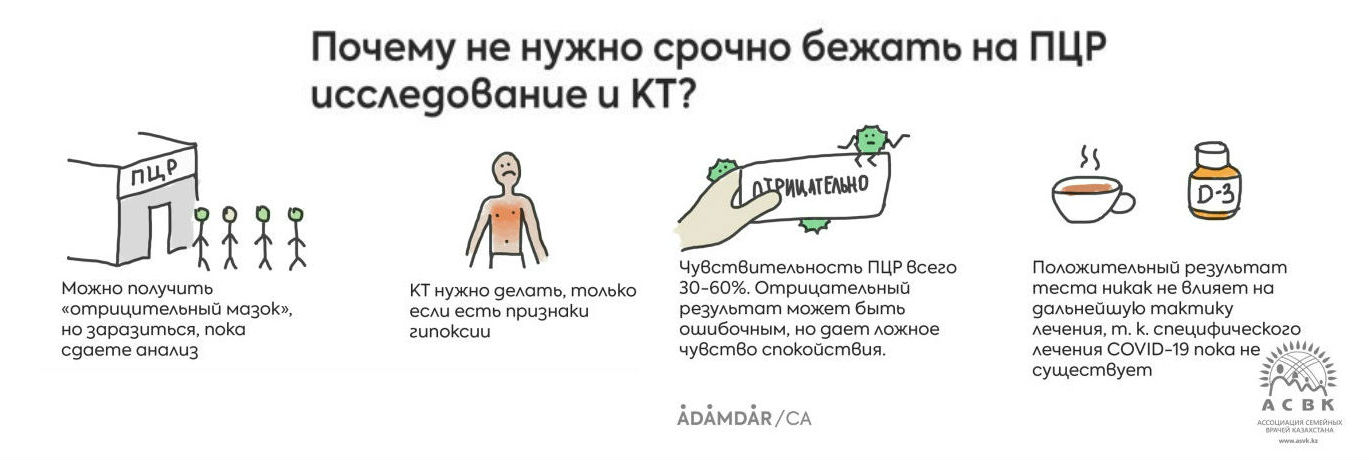 Почему не нужно срочно бежать на ПЦР
исследование и КТ?
ПЦР
Можно получить
«отрицительный мазок»,
но заразиться, пока
сдаете анализ
КТ нужно делать, только
если есть признаки
гипоксии
ОТРИЦАТЕЛЬНО
Чувствительность ПЦР всего
30-60%. Отрицательный
результат может быть
ошибочным, но дает ложное
чувство спокойствия.
D-3
Положительный результат
теста никак не влияет на
дальнейшую тактику
лечения, т. к. специфического
лечения COVID-19 пока не
существует
ADAMDAR/CA
АСВК
АССОЦИАЦИЯ СЕМЕЙНЫХ
ВРАЧЕЙ КАЗАХСТАНА
www.asvk.kz